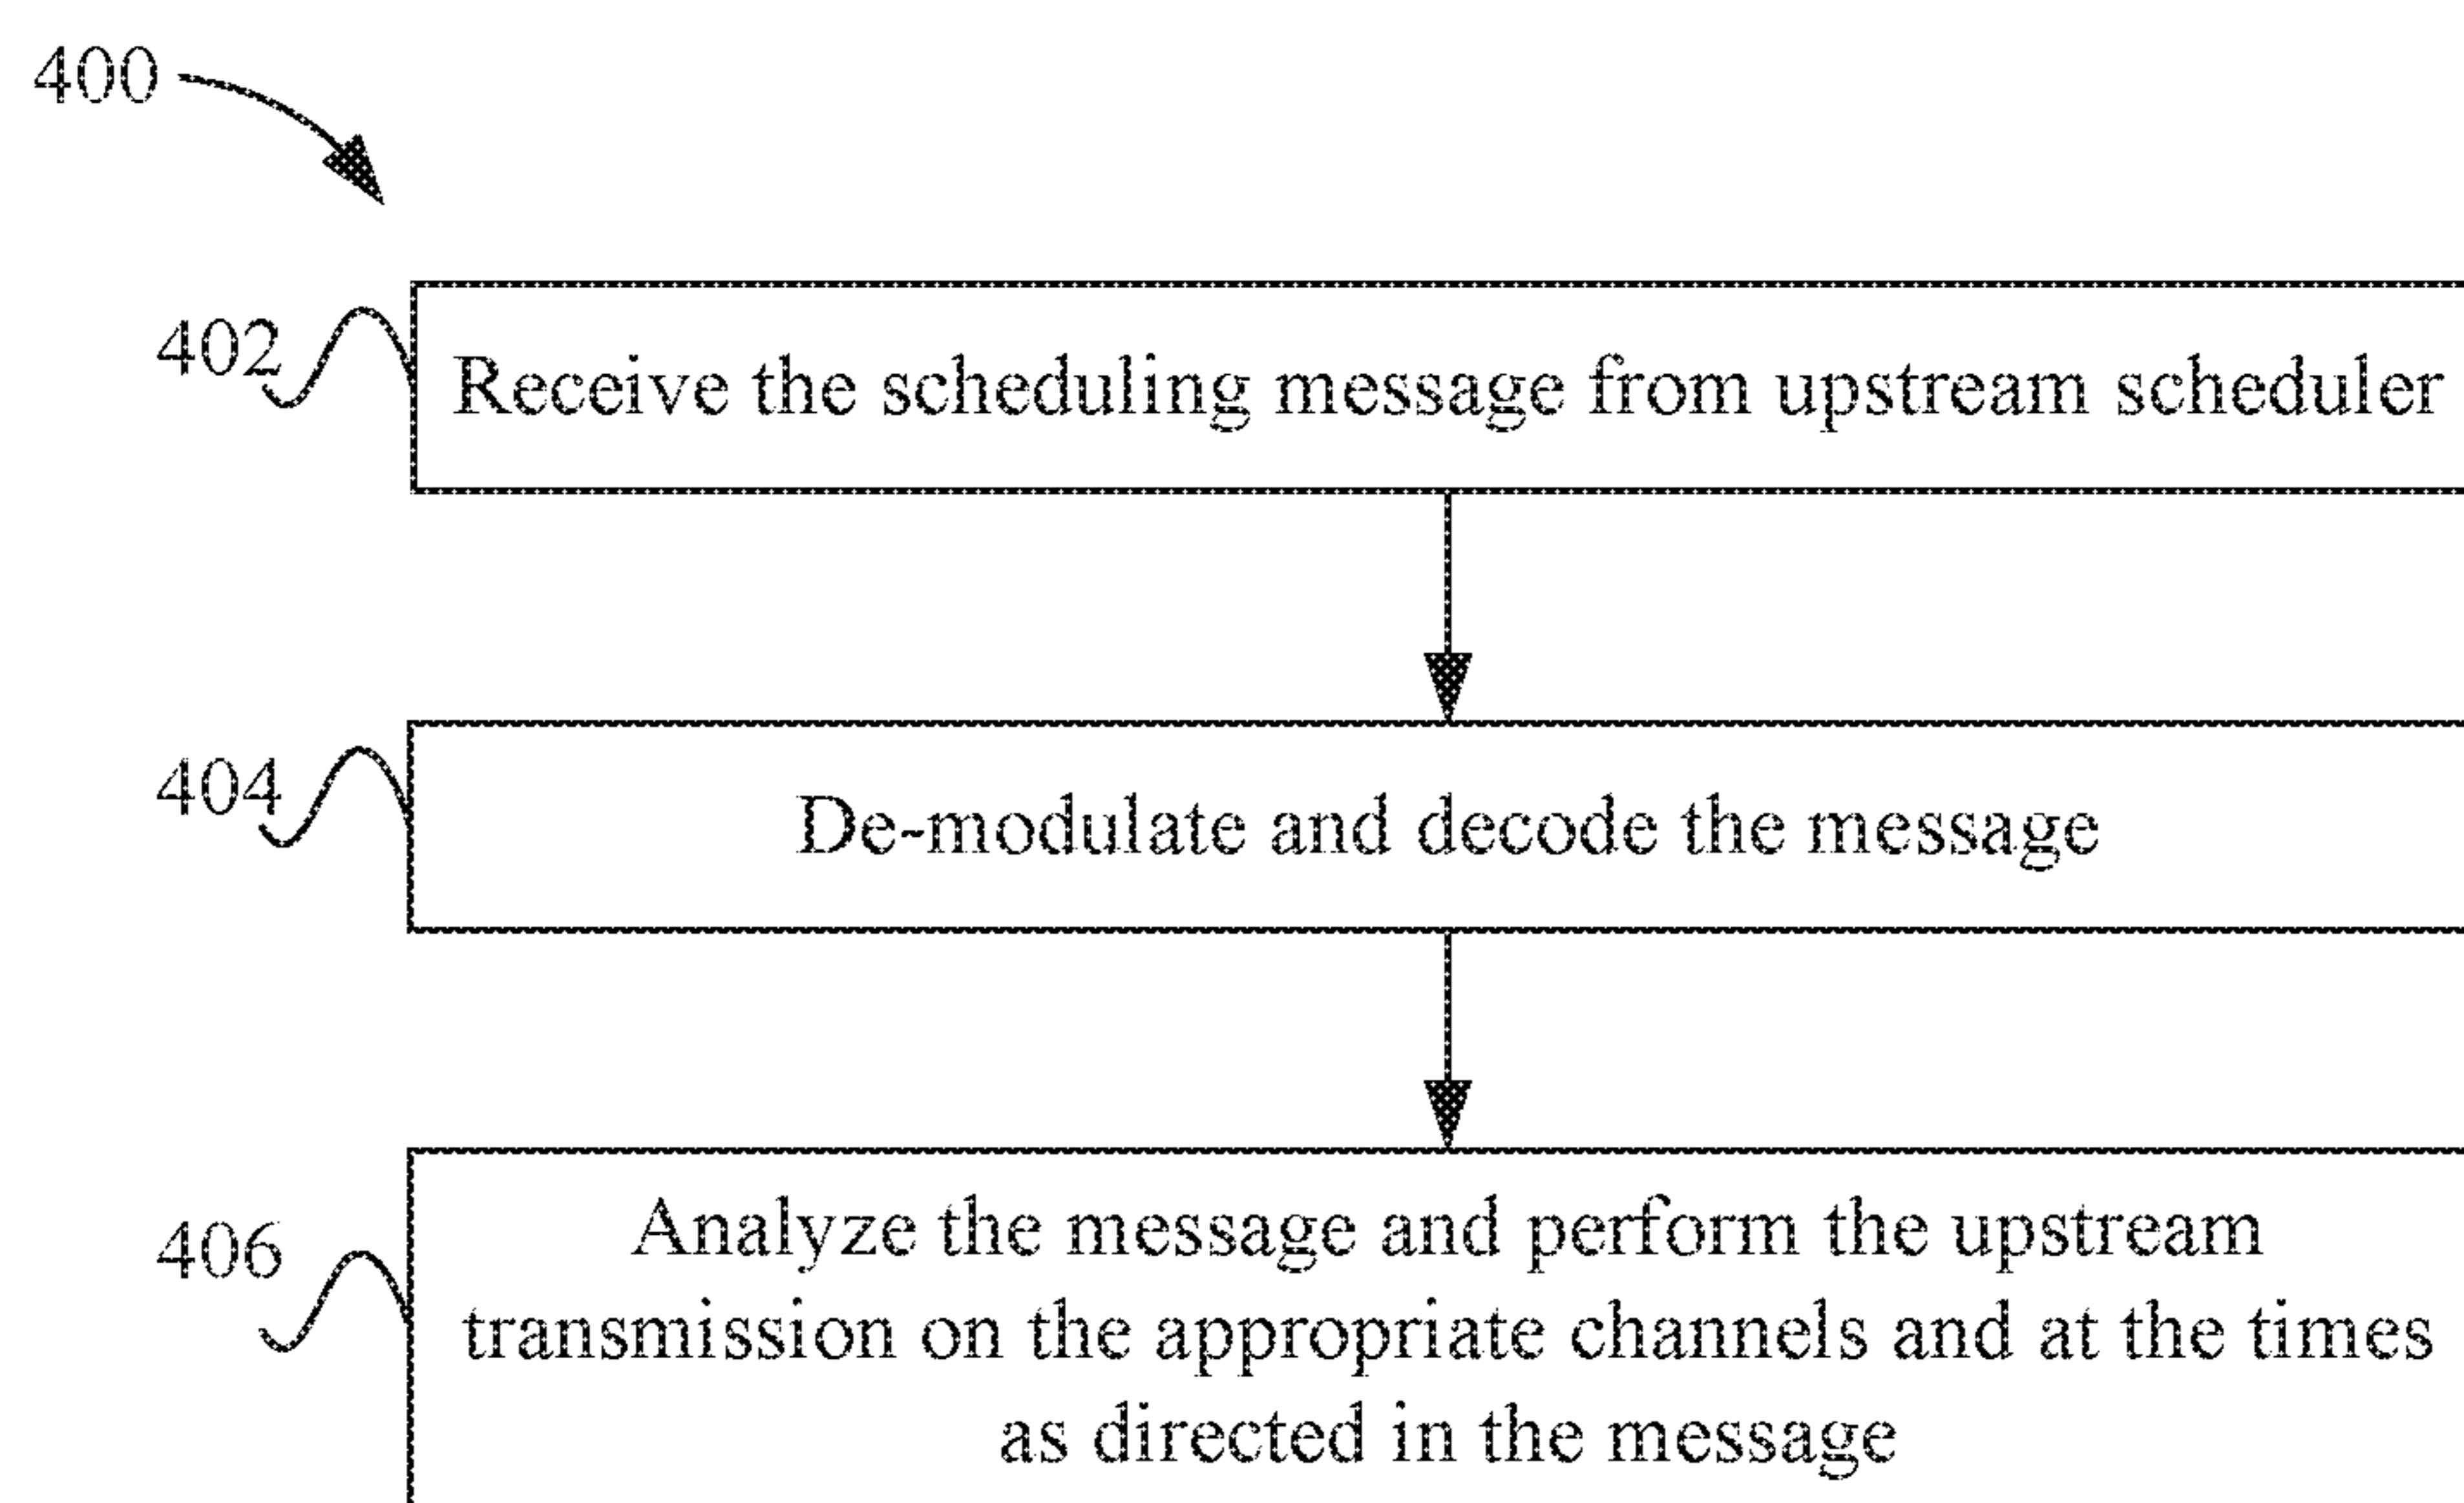 400
402
Receive the scheduling message from upstream scheduler
404
De-modulate and decode the message
406
Analyze the message and perform the upstream
transmission on the appropriate channels and at the times
as directed in the message